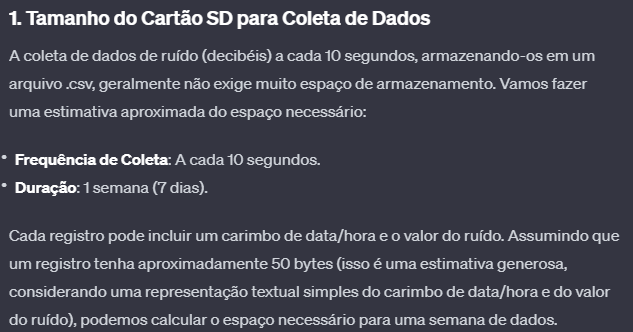 1. Tamanho do Cartão SD para Coleta de Dados
A coleta de dados de ruído (decibéis) a cada 10 segundos, armazenando-os em um
arquivo .csv, geralmente não exige muito espaço de armazenamento. Vamos fazer
uma estimativa aproximada do espaço necessário:
• Frequência de Coleta: A cada 10 segundos.
• Duração: 1 semana (7 dias).
Cada registro pode incluir um carimbo de data/hora e o valor do ruído. Assumindo que
um registro tenha aproximadamente 50 bytes (isso é uma estimativa generosa,
considerando uma representação textual simples do carimbo de data/hora e do valor
do ruído), podemos calcular o espaço necessário para uma semana de dados.